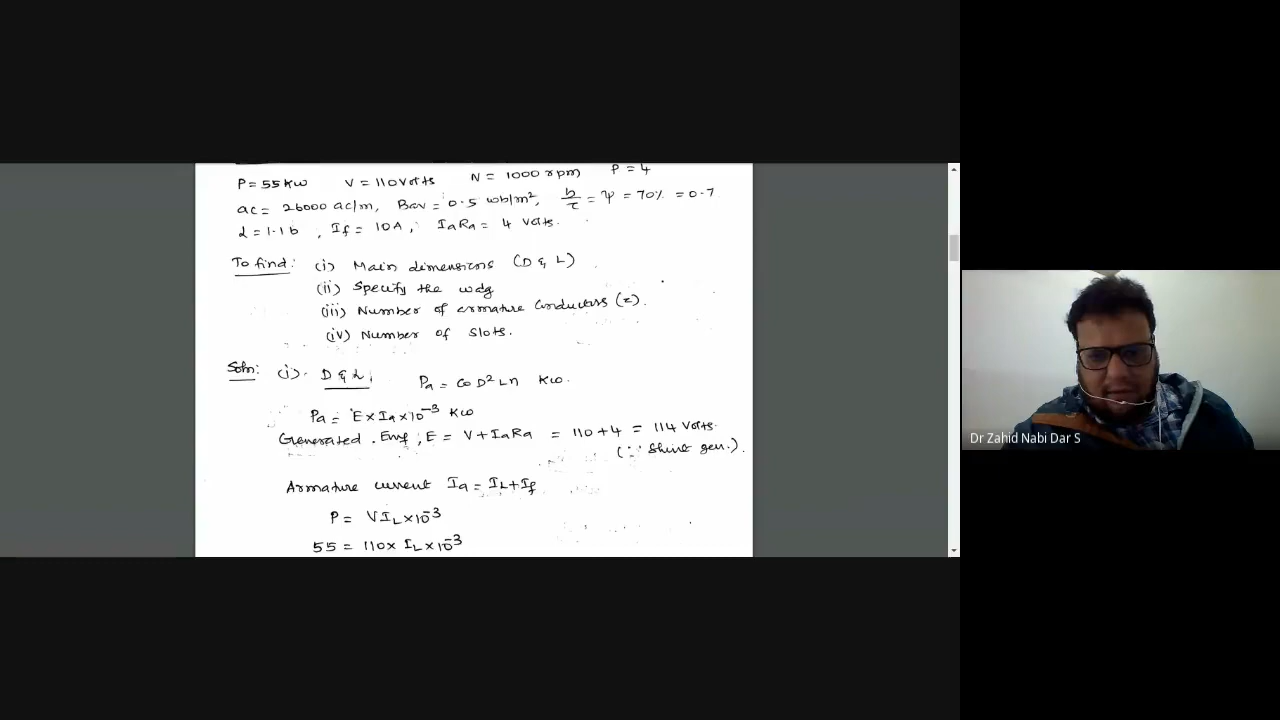 P = 55 Kw V = 110 Volts N = 1000 rpm P = 4
ac = 26000 ac/m, Bav = 0.5 wb/m², b/τ = ψ = 70% = 0.7
L = 1.1 b , If = 10A, IaRa = 4 Volts.
To find: (i) Main dimensions (D & L)
(ii) Specify the wdg
(iii) Number of armature Conductors (z).
(iv) Number of slots.
Soln: (i). D & L:
Pa = Co D² Ln Kw.
Pa = E × Ia × 10⁻³ Kw
Generated. Emf, E = V + IaRa = 110 + 4 = 114 Volts.
(∵ Shunt gen.).
Armature current Ia = IL + If
P = VIL × 10⁻³
55 = 110 × IL × 10⁻³
Dr Zahid Nabi Dar S